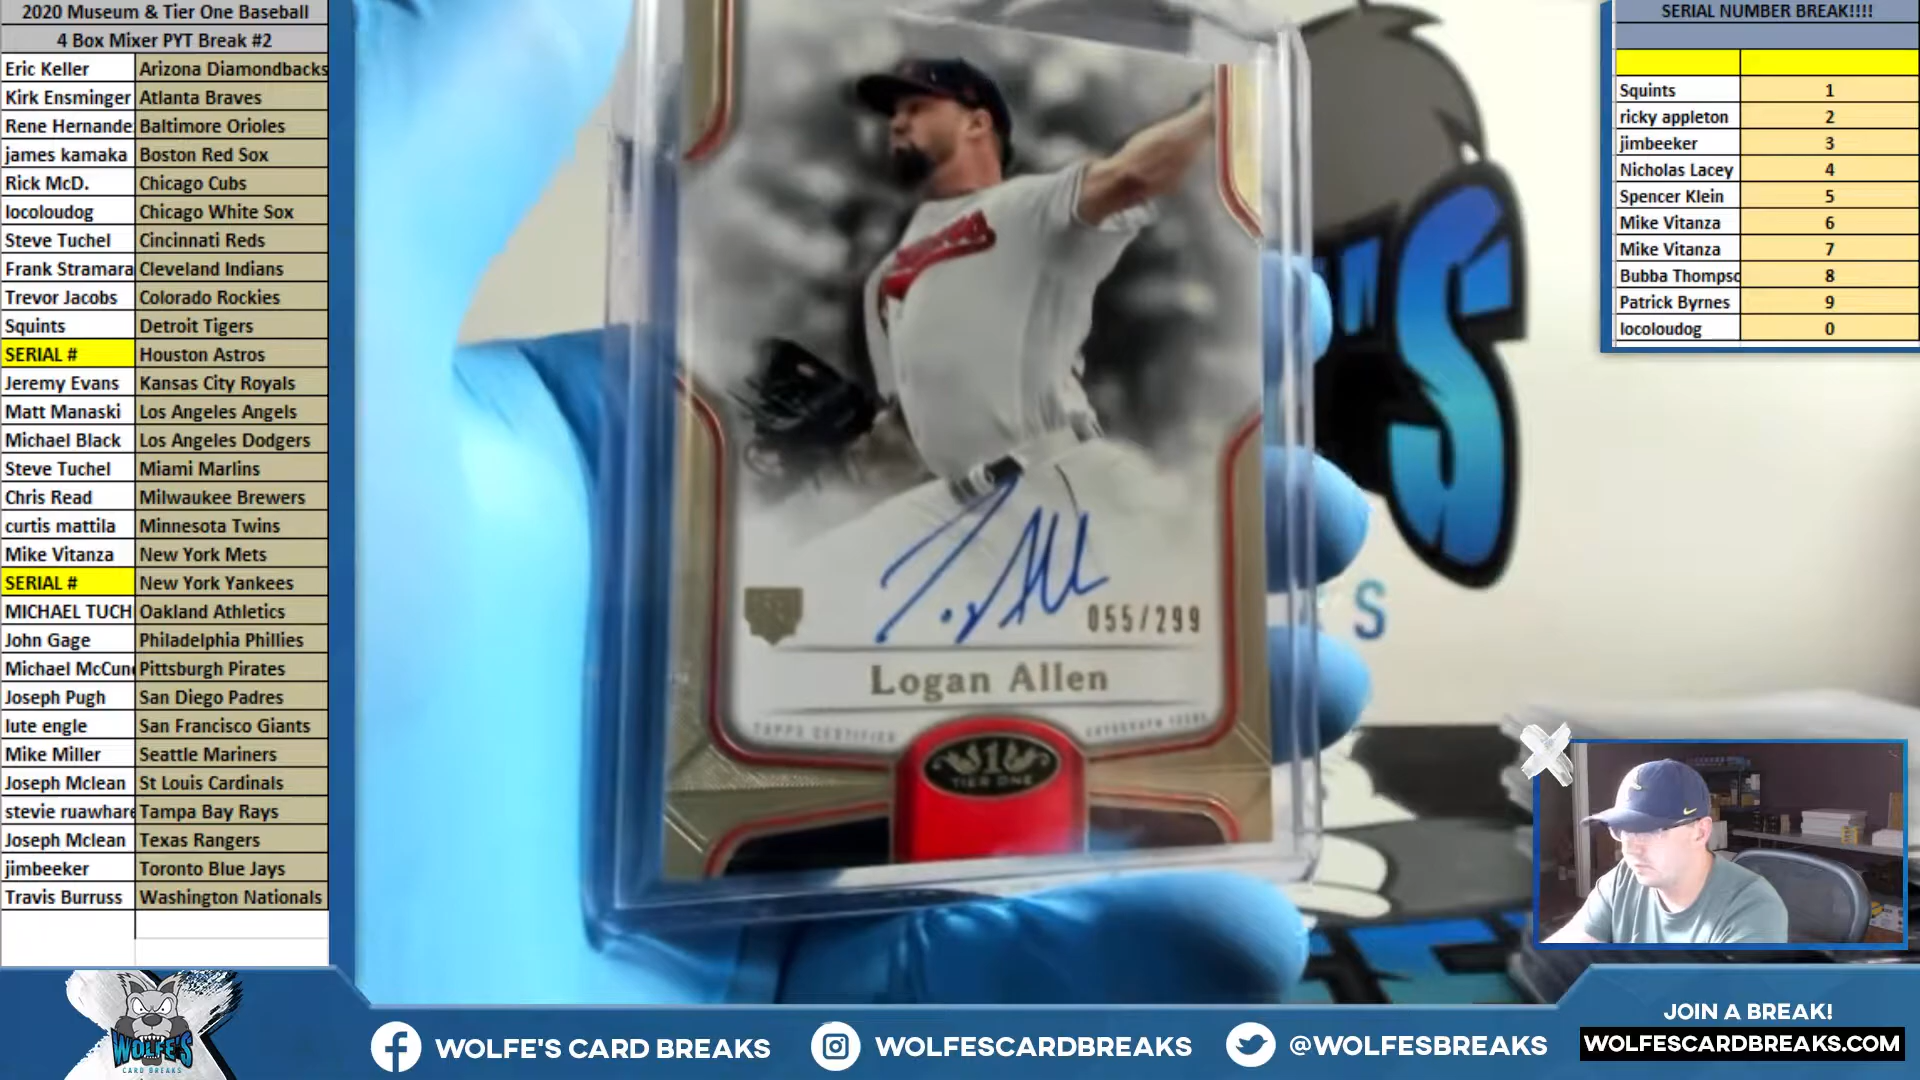 2020 Museum & Tier One Baseball
4 Box Mixer PYT Break #2
Eric Keller Arizona Diamondbacks
Kirk Ensminger Atlanta Braves
Rene Hernande Baltimore Orioles
james kamaka Boston Red Sox
Rick McD. Chicago Cubs
locoloudog Chicago White Sox
Steve Tuchel Cincinnati Reds
Frank Stramara Cleveland Indians
Trevor Jacobs Colorado Rockies
Squints Detroit Tigers
SERIAL # Houston Astros
Jeremy Evans Kansas City Royals
Matt Manaski Los Angeles Angels
Michael Black Los Angeles Dodgers
Steve Tuchel Miami Marlins
Chris Read Milwaukee Brewers
curtis mattila Minnesota Twins
Mike Vitanza New York Mets
SERIAL # New York Yankees
MICHAEL TUCH Oakland Athletics
John Gage Philadelphia Phillies
Michael McCun Pittsburgh Pirates
Joseph Pugh San Diego Padres
lute engle San Francisco Giants
Mike Miller Seattle Mariners
Joseph Mclean St Louis Cardinals
stevie ruawhare Tampa Bay Rays
Joseph Mclean Texas Rangers
jimbeeker Toronto Blue Jays
Travis Burruss Washington Nationals
055/299
Logan Allen
TOPPS CERTIFIED AUTOGRAPH ISSUE
1
TIER ONE
SERIAL NUMBER BREAK!!!!
Squints 1
ricky appleton 2
jimbeeker 3
Nicholas Lacey 4
Spencer Klein 5
Mike Vitanza 6
Mike Vitanza 7
Bubba Thompso 8
Patrick Byrnes 9
locoloudog 0
WOLFE'S
CARD BREAKS
WOLFE'S CARD BREAKS
WOLFESCARDBREAKS
@WOLFESBREAKS
JOIN A BREAK!
WOLFESCARDBREAKS.COM